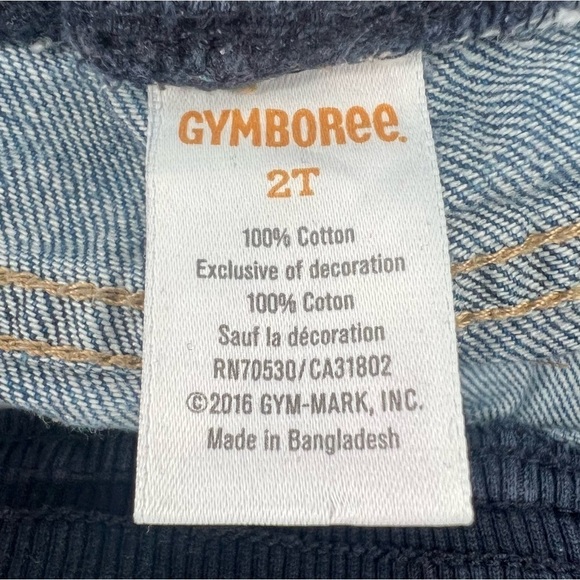 GYMBOREE.
2T
100% Cotton
Exclusive of decoration
100% Coton
Sauf la décoration
RN70530/CA31802
©2016 GYM-MARK, INC.
Made in Bangladesh